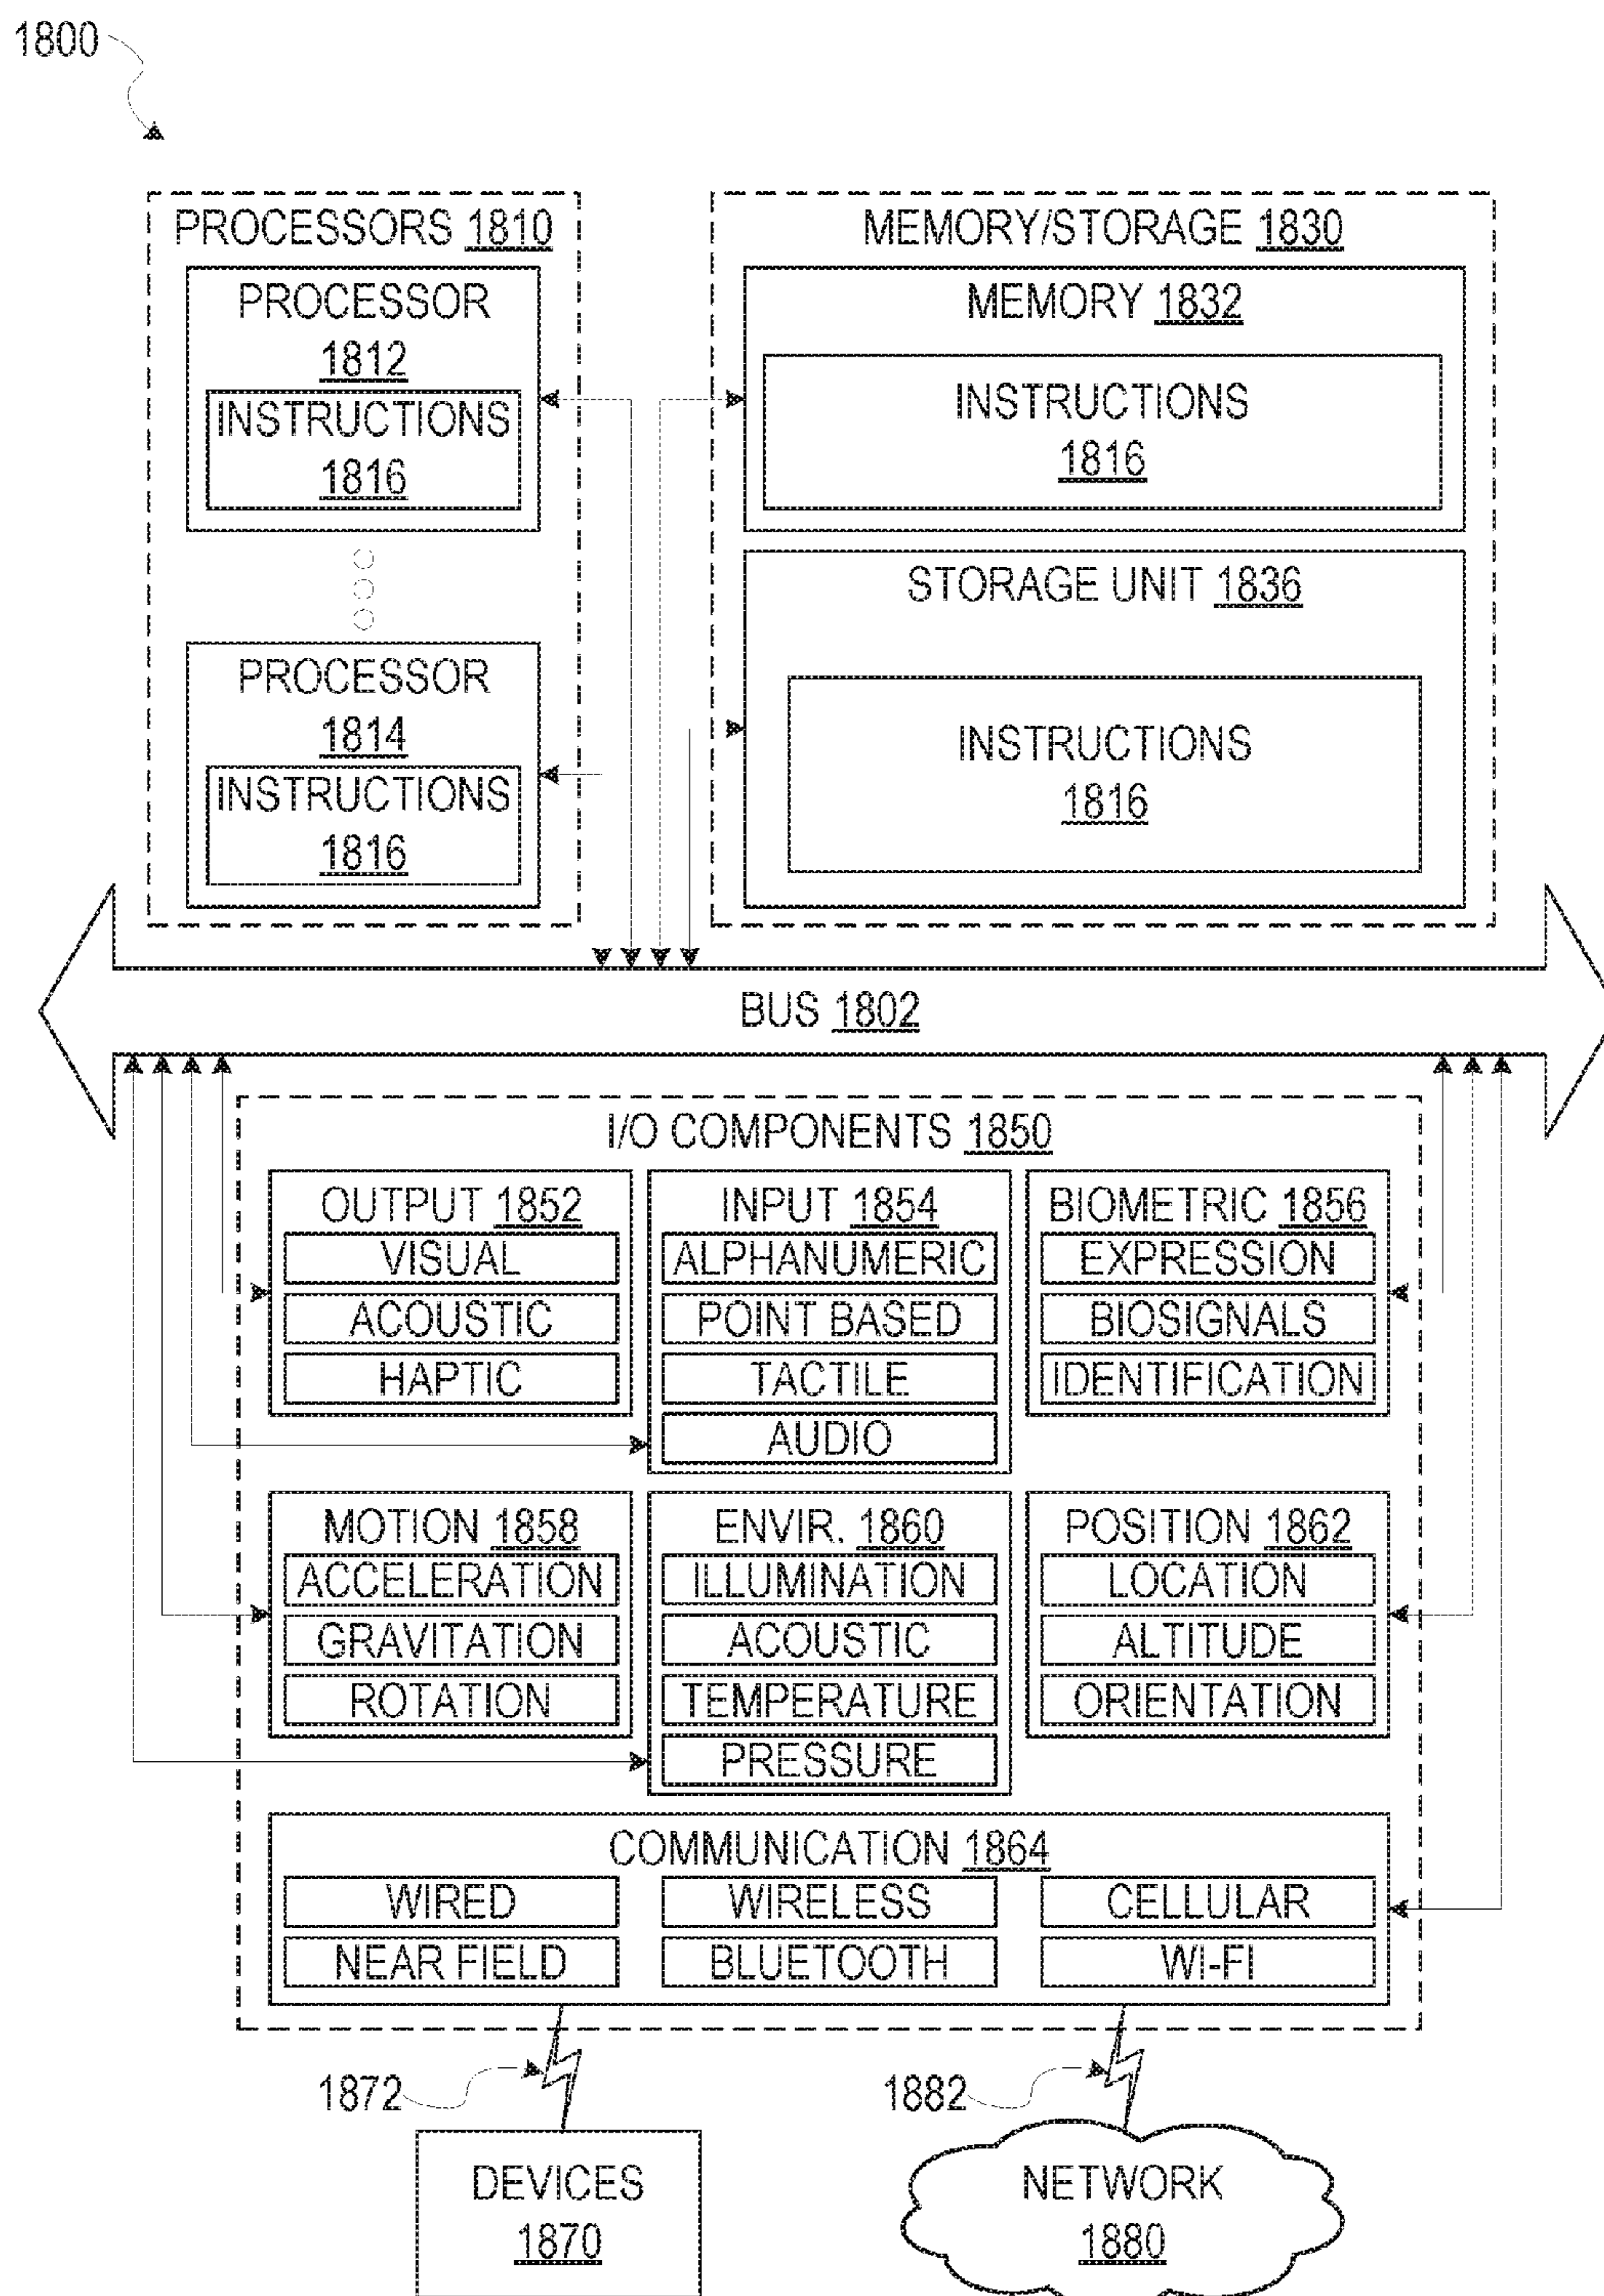 1800
PROCESSORS 1810
PROCESSOR
1812
INSTRUCTIONS
1816
PROCESSOR
1814
INSTRUCTIONS
1816
MEMORY/STORAGE 1830
MEMORY 1832
INSTRUCTIONS
1816
STORAGE UNIT 1836
INSTRUCTIONS
1816
BUS 1802
I/O COMPONENTS 1850
OUTPUT 1852
VISUAL
ACOUSTIC
HAPTIC
INPUT 1854
ALPHANUMERIC
POINT BASED
TACTILE
AUDIO
BIOMETRIC 1856
EXPRESSION
BIOSIGNALS
IDENTIFICATION
MOTION 1858
ACCELERATION
GRAVITATION
ROTATION
ENVIR. 1860
ILLUMINATION
ACOUSTIC
TEMPERATURE
PRESSURE
POSITION 1862
LOCATION
ALTITUDE
ORIENTATION
COMMUNICATION 1864
WIRED
WIRELESS
CELLULAR
NEAR FIELD
BLUETOOTH
WI-FI
1872
1882
DEVICES
1870
NETWORK
1880